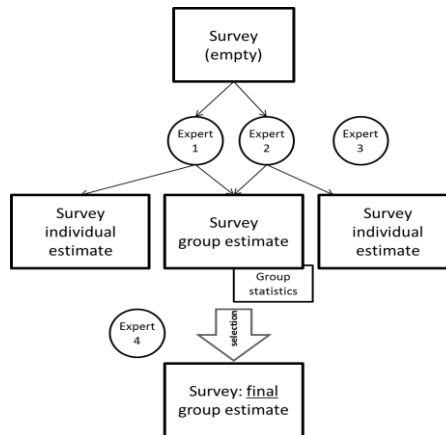 Survey
(empty)
Expert
1
Expert
2
Expert
3
Survey
individual
estimate
Survey
group estimate
Survey
individual
estimate
Group
statistics
Expert
4
selection
Survey: final
group estimate